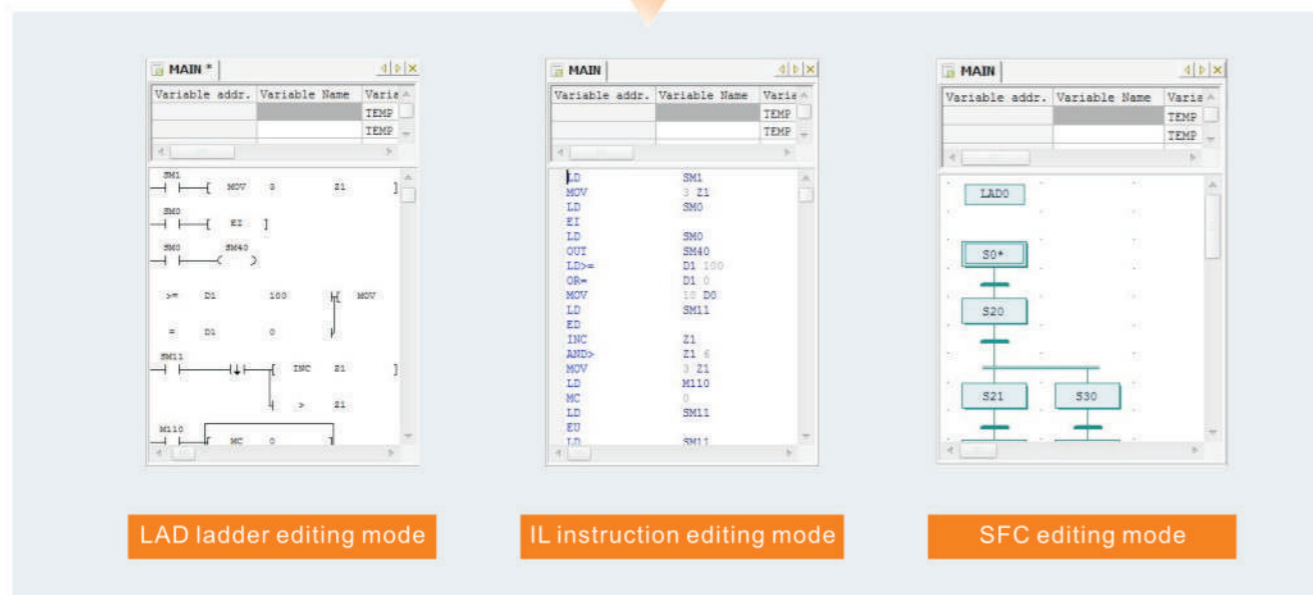 MAIN *
Variable addr. Variable Name Varia
TEMP
TEMP
SM1
MOV 3 Z1 ]
SM0
EI ]
SM0 SM40
>= D1 100 MOV
= D1 0
SM11
INC Z1 ]
> Z1
M110
MC 0
LAD ladder editing mode
MAIN
Variable addr. Variable Name Varia
TEMP
TEMP
LD SM1
MOV 3 Z1
LD SM0
EI
LD SM0
OUT SM40
LD>= D1 100
OR= D1 0
MOV 10 D0
LD SM11
ED
INC Z1
AND> Z1 6
MOV 3 Z1
LD M110
MC 0
LD SM11
EU
LD SM11
IL instruction editing mode
MAIN
Variable addr. Variable Name Varia
TEMP
TEMP
LAD0
S0*
S20
S21 S30
SFC editing mode